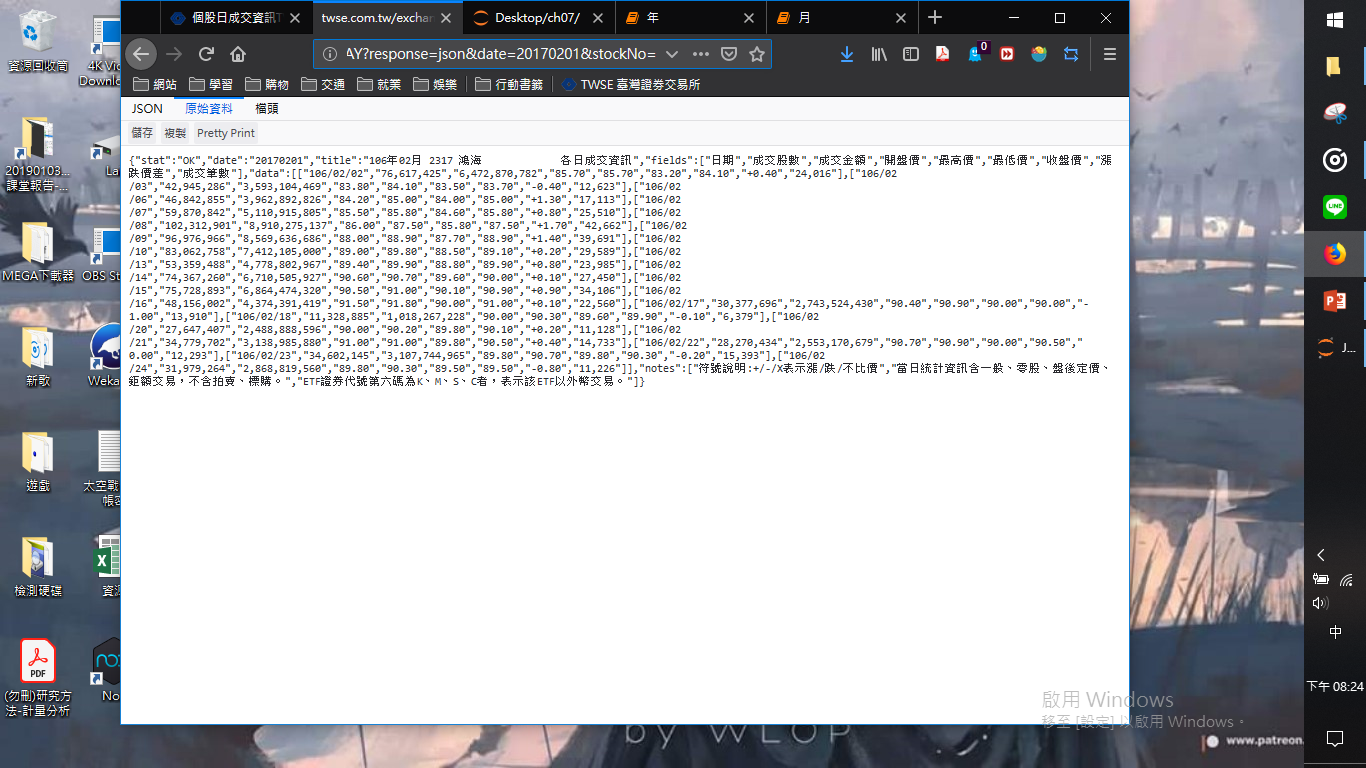 個股日成交資訊T
twse.com.tw/exchan
Desktop/ch07/
年
月
AY?response=json&date=20170201&stockNo=
0
網站
學習
購物
交通
就業
娛樂
行動書籤
TWSE 臺灣證券交易所
JSON
原始資料
檔頭
儲存
複製
Pretty Print
{"stat":"OK","date":"20170201","title":"106年02月 2317 鴻海 各日成交資訊","fields":["日期","成交股數","成交金額","開盤價","最高價","最低價","收盤價","漲
跌價差","成交筆數"],"data":[["106/02/02","76,617,425","6,472,870,782","85.70","85.70","83.20","84.10","+0.40","24,016"],["106/02
/03","42,945,286","3,593,104,469","83.80","84.10","83.50","83.70","-0.40","12,623"],["106/02
/06","46,842,855","3,962,892,826","84.20","85.00","84.00","85.00","+1.30","17,113"],["106/02
/07","59,870,842","5,110,915,805","85.50","85.80","84.60","85.80","+0.80","25,510"],["106/02
/08","102,312,901","8,910,275,137","86.00","87.50","85.80","87.50","+1.70","42,662"],["106/02
/09","96,976,966","8,569,636,686","88.00","88.90","87.70","88.90","+1.40","39,691"],["106/02
/10","83,062,758","7,412,105,000","89.00","89.80","88.50","89.10","+0.20","29,589"],["106/02
/13","53,359,488","4,778,802,967","89.40","89.90","88.80","89.90","+0.80","23,985"],["106/02
/14","74,367,260","6,710,505,927","90.60","90.70","89.60","90.00","+0.10","27,450"],["106/02
/15","75,728,893","6,864,474,320","90.50","91.00","90.10","90.90","+0.90","34,106"],["106/02
/16","48,156,002","4,374,391,419","91.50","91.80","90.00","91.00","+0.10","22,560"],["106/02/17","30,377,696","2,743,524,430","90.40","90.90","90.00","90.00","-
1.00","13,910"],["106/02/18","11,328,885","1,018,267,228","90.00","90.30","89.60","89.90","-0.10","6,379"],["106/02
/20","27,647,407","2,488,888,596","90.00","90.20","89.80","90.10","+0.20","11,128"],["106/02
/21","34,779,702","3,138,985,880","91.00","91.00","89.80","90.50","+0.40","14,733"],["106/02/22","28,270,434","2,553,170,679","90.70","90.90","90.00","90.50","
0.00","12,293"],["106/02/23","34,602,145","3,107,744,965","89.80","90.70","89.80","90.30","-0.20","15,393"],["106/02
/24","31,979,264","2,868,819,560","89.80","90.30","89.50","89.50","-0.80","11,226"]],"notes":["符號說明:+/-/X表示漲/跌/不比價","當日統計資訊含一般、零股、盤後定價、
鉅額交易，不含拍賣、標購。","ETF證券代號第六碼為K、M、S、C者，表示該ETF以外幣交易。"]}
資源回收筒
4K Vi
Downlo
20190103...
課堂報告-...
La
MEGA下載器
OBS St
新歌
Weka
遊戲
太空戰
帳
檢測硬碟
資源
PDF
(勿刪)研究方
法-計量分析
nox
No
LINE
J...
中
下午 08:24
啟用 Windows
移至 [設定] 以啟用 Windows。
by WLOP
www.patreon.